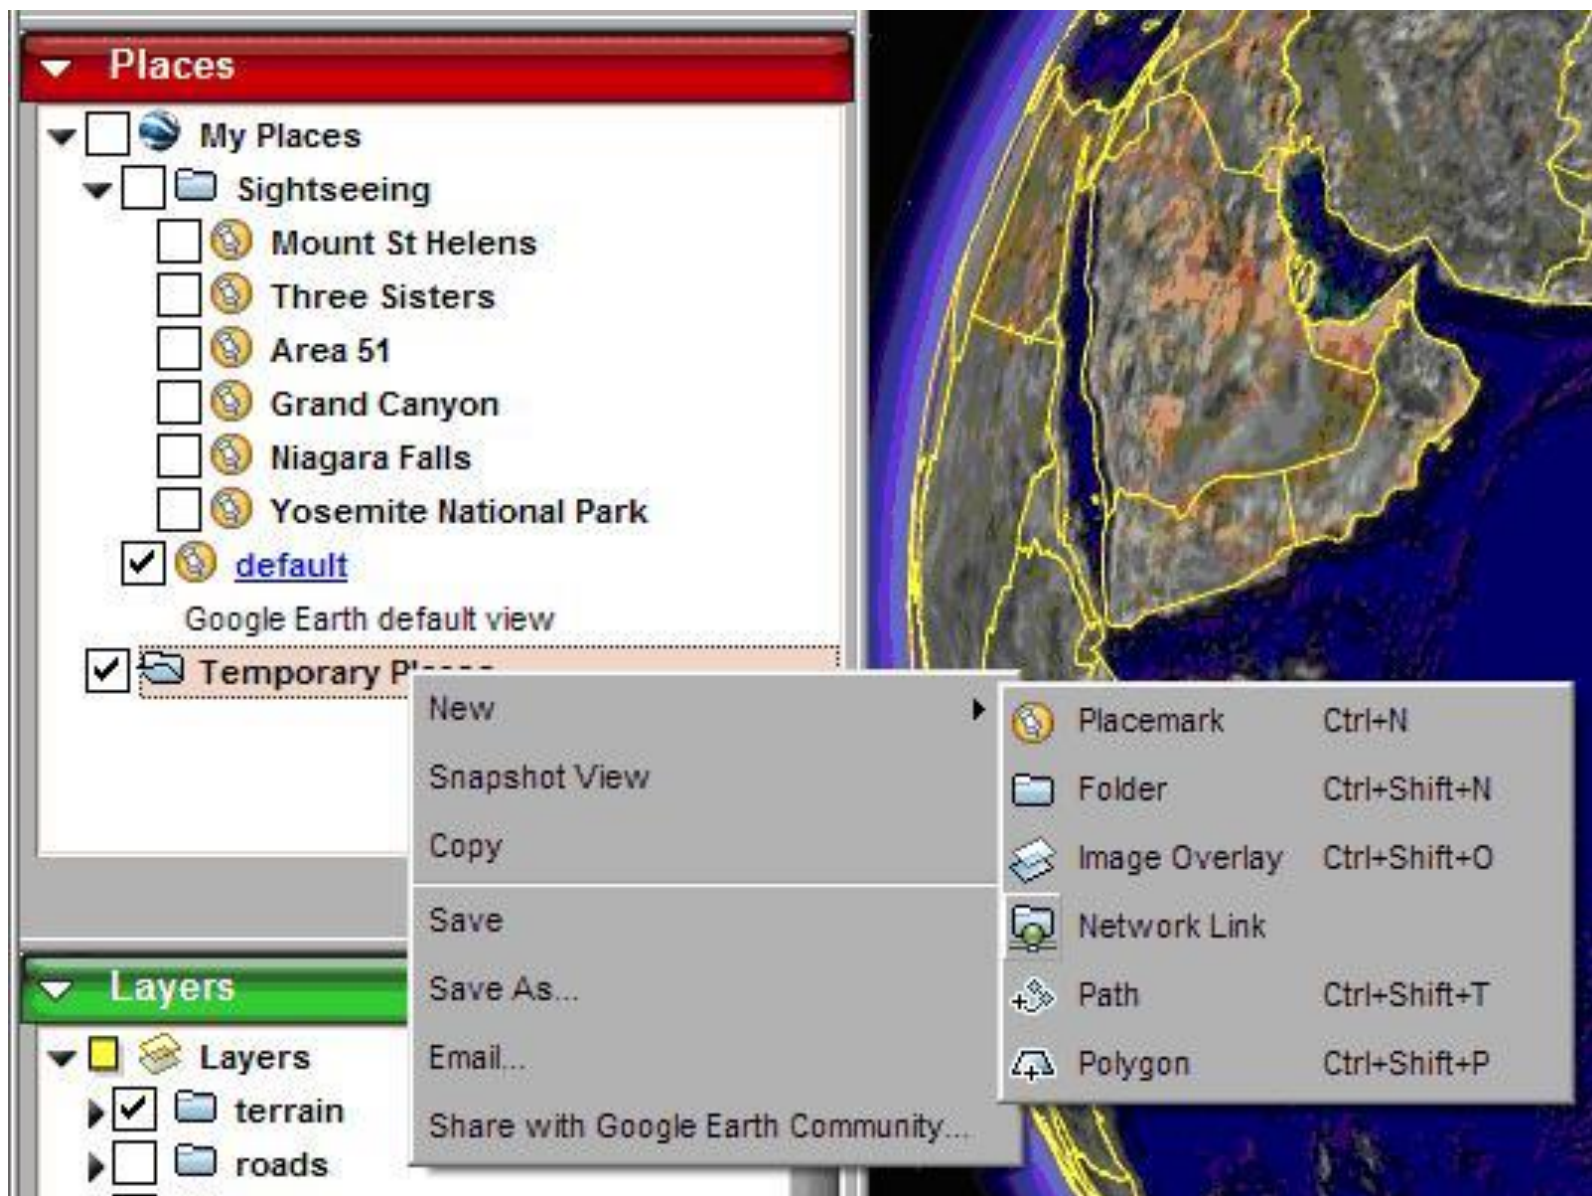 Places
My Places
Sightseeing
Mount St Helens
Three Sisters
Area 51
Grand Canyon
Niagara Falls
Yosemite National Park
default
Google Earth default view
Temporary
New
Snapshot View
Copy
Save
Save As...
Email...
Share with Google Earth Community...
Placemark Ctrl+N
Folder Ctrl+Shift+N
Image Overlay Ctrl+Shift+O
Network Link
Path Ctrl+Shift+T
Polygon Ctrl+Shift+P
Layers
Layers
terrain
roads